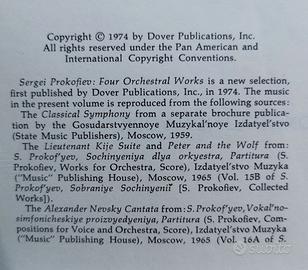 Copyright © 1974 by Dover Publications, Inc.
All rights reserved under the Pan American and
International Copyright Conventions.
Sergei Prokofiev: Four Orchestral Works is a new selection,
first published by Dover Publications, Inc., in 1974. The
music in the present volume is reproduced from the following sources:
The Classical Symphony from a separate brochure publication
by the Gosudarstvyennoye Muzykal'noye Izdatyel'stvo
(State Music Publishers), Moscow, 1959.
The Lieutenant Kije Suite and Peter and the Wolf from:
S. Prokof'yev, Sochinyeniya dlya orkyestra, Partitura (S.
Prokofiev, Works for Orchestra, Score), Izdatyel'stvo Muzyka
("Music" Publishing House), Moscow, 1965 (Vol. 15B of S.
Prokof'yev, Sobraniye Sochinyenii [S. Prokofiev, Collected
Works]).
The Alexander Nevsky Cantata from: S. Prokof'yev, Vokal'no-
simfonicheskiye proizvyedyeniya, Partitura (S. Prokofiev, Com-
positions for Voice and Orchestra, Score), Izdatyel'stvo Muzyka
("Music" Publishing House), Moscow, 1965 (Vol. 16A of S.
subito